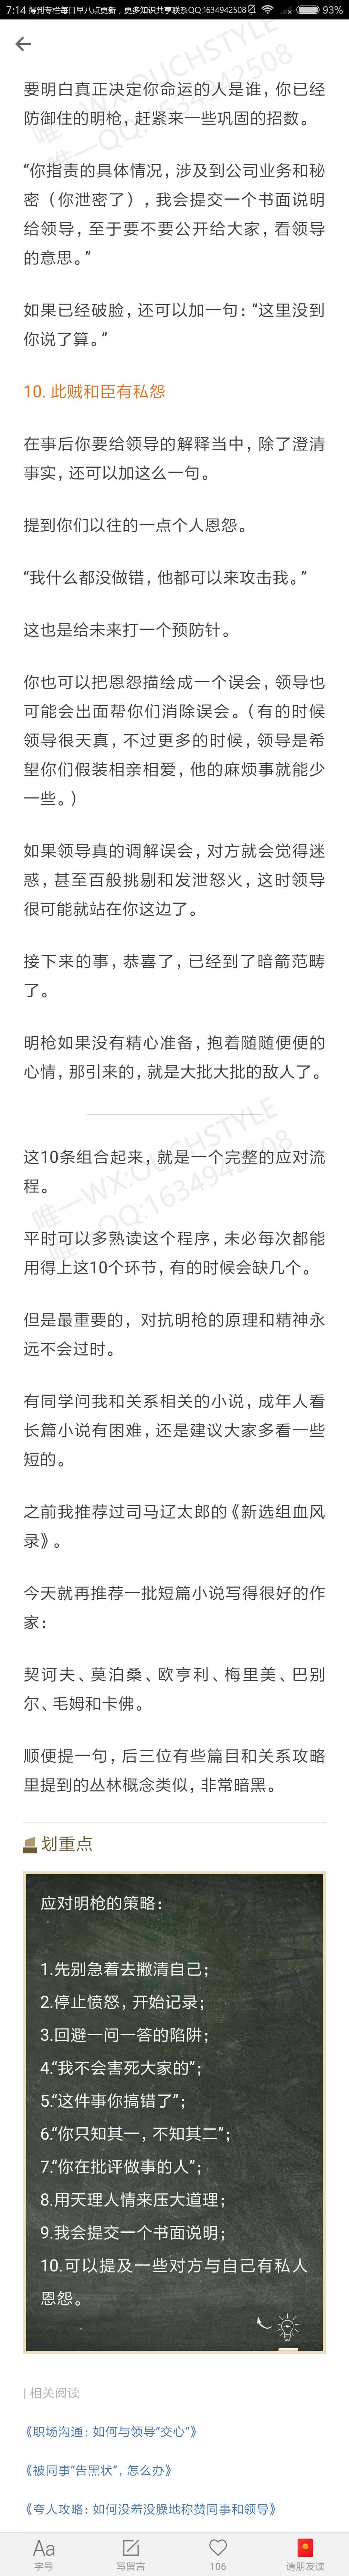 7:14 得到专栏每日早八点更新，更多知识共享联系QQ:1634942508 93%
唯一WX:OUCHSTYLE
唯一QQ:1634942508
要明白真正决定你命运的人是谁，你已经
防御住的明枪，赶紧来一些巩固的招数。
“你指责的具体情况，涉及到公司业务和秘
密（你泄密了），我会提交一个书面说明
给领导，至于要不要公开给大家，看领导
的意思。”
如果已经破脸，还可以加一句：“这里没到
你说了算。”
10. 此贼和臣有私怨
在事后你要给领导的解释当中，除了澄清
事实，还可以加这么一句。
提到你们以往的一点个人恩怨。
“我什么都没做错，他都可以来攻击我。”
这也是给未来打一个预防针。
你也可以把恩怨描绘成一个误会，领导也
可能会出面帮你们消除误会。（有的时候
领导很天真，不过更多的时候，领导是希
望你们假装相亲相爱，他的麻烦事就能少
一些。）
如果领导真的调解误会，对方就会觉得迷
惑，甚至百般挑剔和发泄怒火，这时领导
很可能就站在你这边了。
接下来的事，恭喜了，已经到了暗箭范畴
了。
明枪如果没有精心准备，抱着随随便便的
心情，那引来的，就是大批大批的敌人了。
唯一WX:OUCHSTYLE
唯一QQ:1634942508
这10条组合起来，就是一个完整的应对流
程。
平时可以多熟读这个程序，未必每次都能
用得上这10个环节，有的时候会缺几个。
但是最重要的，对抗明枪的原理和精神永
远不会过时。
有同学问我和关系相关的小说，成年人看
长篇小说有困难，还是建议大家多看一些
短的。
之前我推荐过司马辽太郎的《新选组血风
录》。
今天就再推荐一批短篇小说写得很好的作
家：
契诃夫、莫泊桑、欧亨利、梅里美、巴别
尔、毛姆和卡佛。
顺便提一句，后三位有些篇目和关系攻略
里提到的丛林概念类似，非常暗黑。
划重点
应对明枪的策略：
1.先别急着去撇清自己；
2.停止愤怒，开始记录；
3.回避一问一答的陷阱；
4.“我不会害死大家的”；
5.“这件事你搞错了”；
6.“你只知其一，不知其二”；
7.“你在批评做事的人”；
8.用天理人情来压大道理；
9.我会提交一个书面说明；
10.可以提及一些对方与自己有私人
恩怨。
| 相关阅读
《职场沟通：如何与领导“交心”》
《被同事“告黑状”，怎么办》
《夸人攻略：如何没羞没臊地称赞同事和领导》
Aa
字号 写留言 106 请朋友读